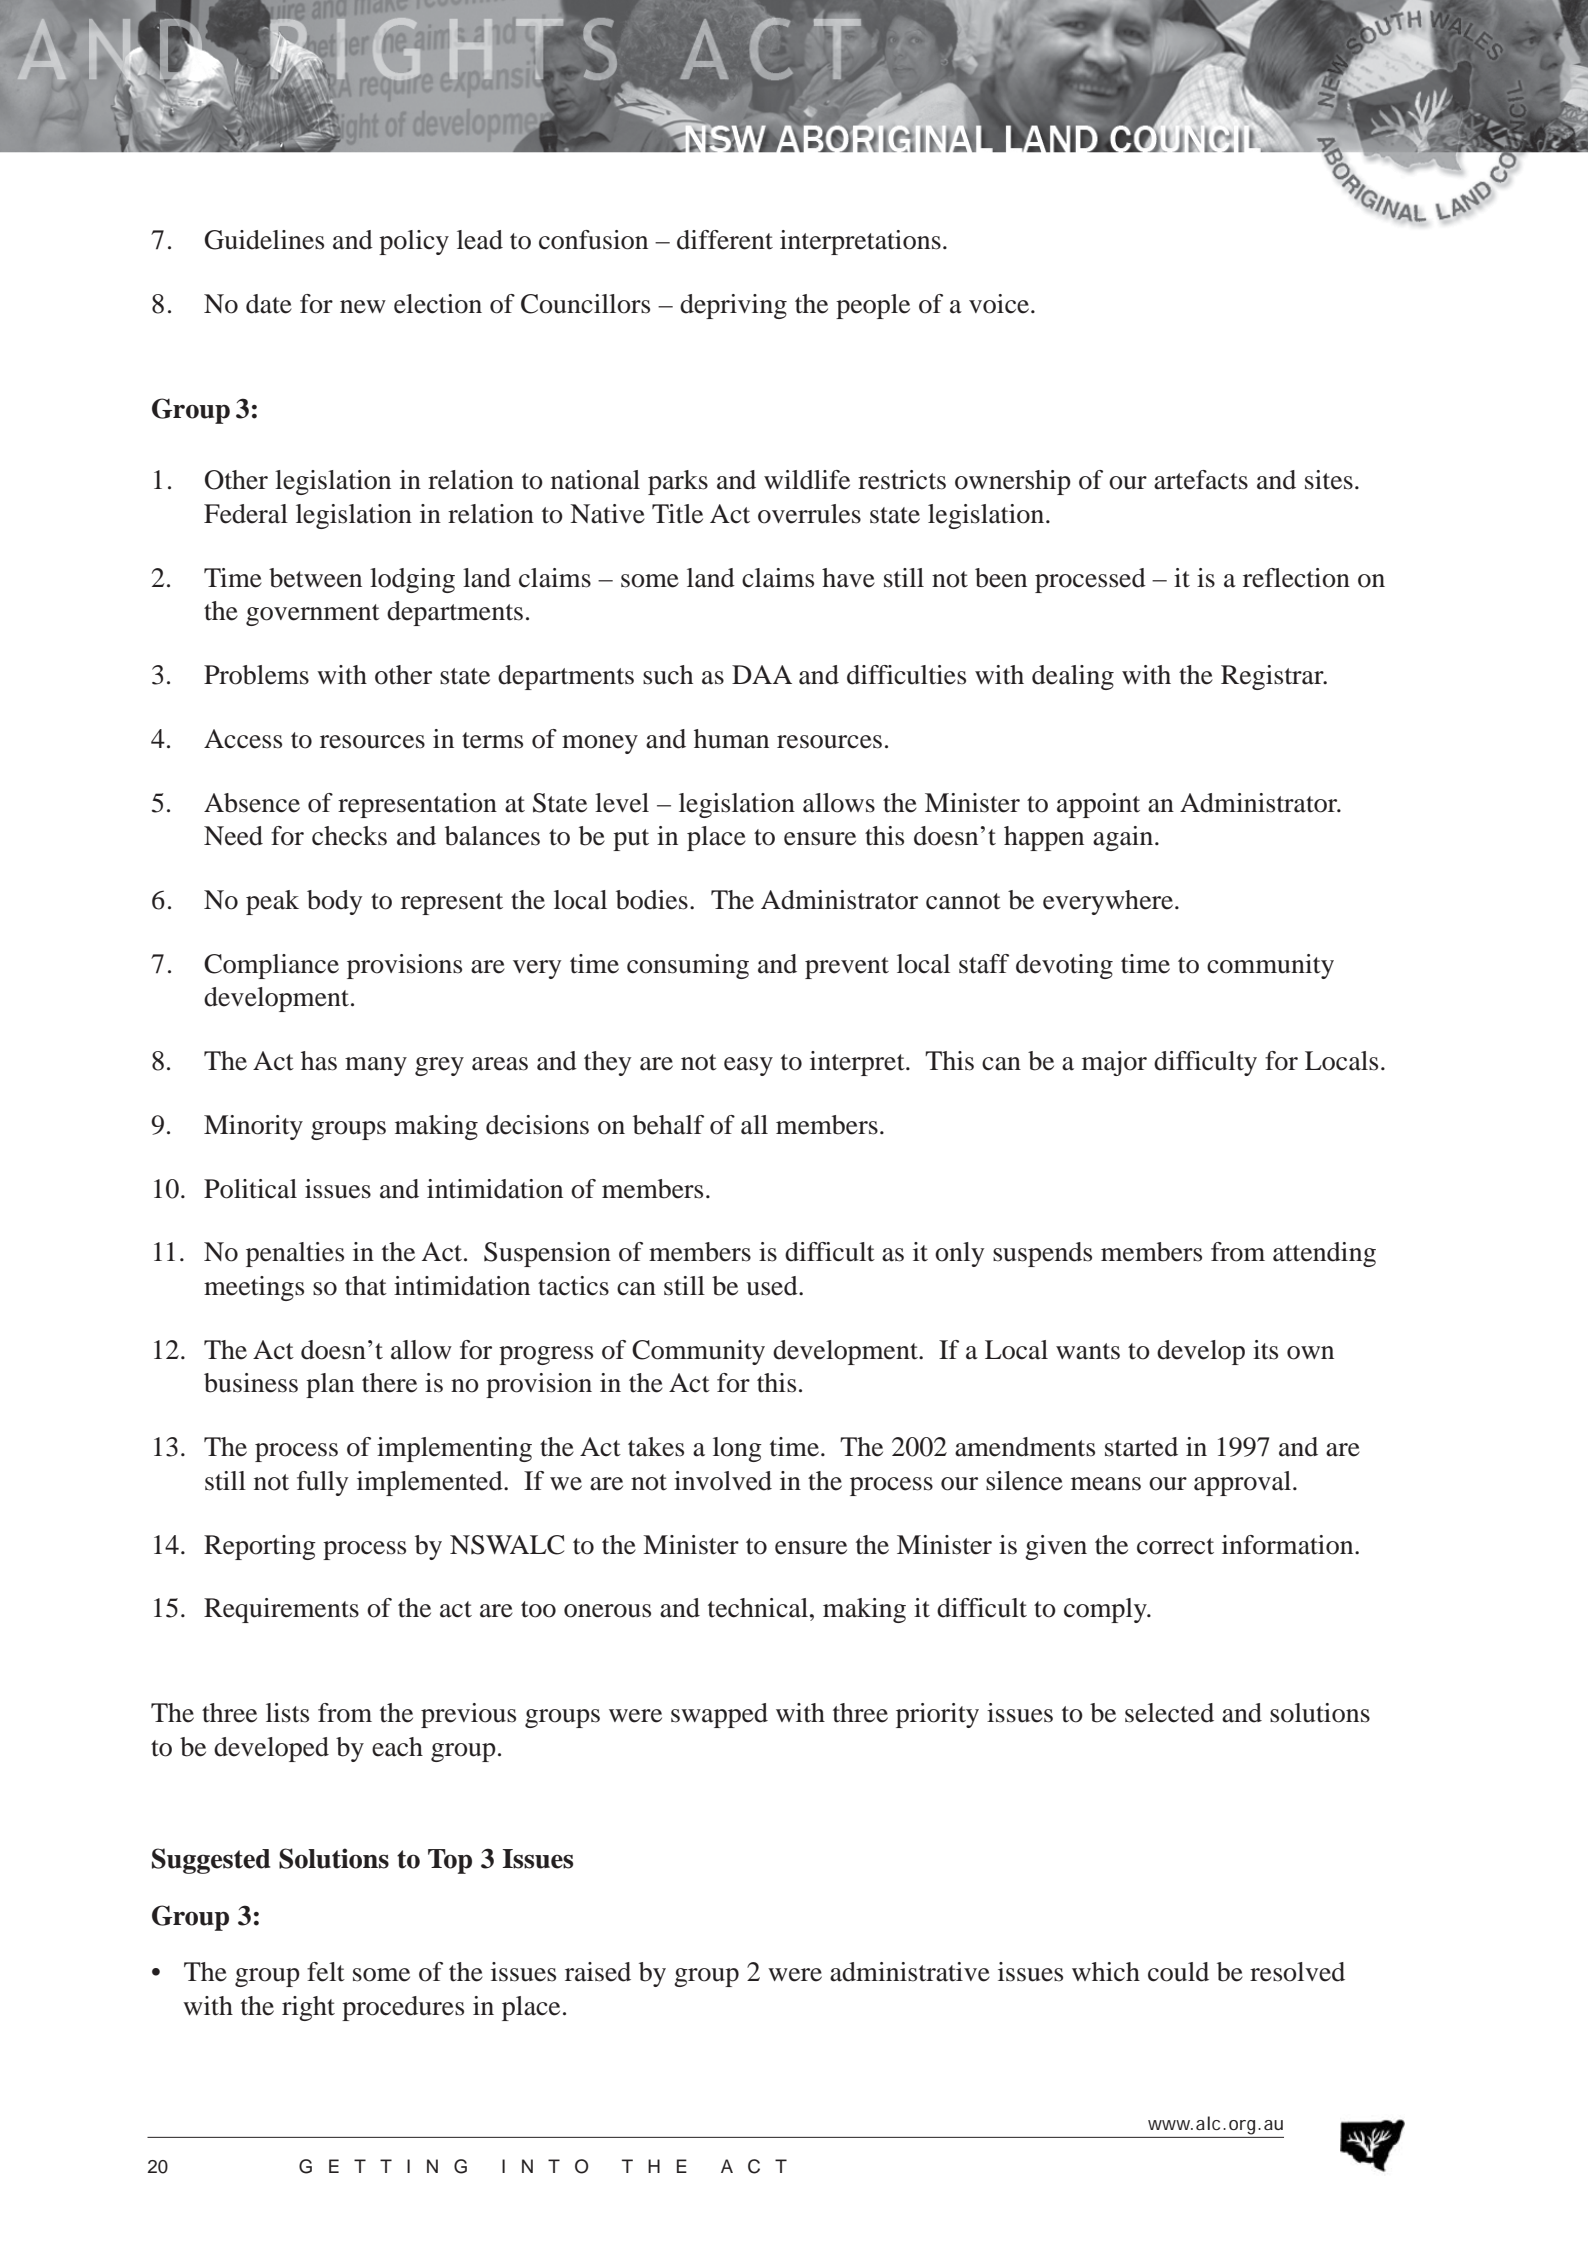 AND RIGHTS ACT
NSW ABORIGINAL LAND COUNCIL
NEW SOUTH WALES
ABORIGINAL LAND COUNCIL
7. Guidelines and policy lead to confusion – different interpretations.
8. No date for new election of Councillors – depriving the people of a voice.
Group 3:
1. Other legislation in relation to national parks and wildlife restricts ownership of our artefacts and sites.
Federal legislation in relation to Native Title Act overrules state legislation.
2. Time between lodging land claims – some land claims have still not been processed – it is a reflection on
the government departments.
3. Problems with other state departments such as DAA and difficulties with dealing with the Registrar.
4. Access to resources in terms of money and human resources.
5. Absence of representation at State level – legislation allows the Minister to appoint an Administrator.
Need for checks and balances to be put in place to ensure this doesn’t happen again.
6. No peak body to represent the local bodies.  The Administrator cannot be everywhere.
7. Compliance provisions are very time consuming and prevent local staff devoting time to community
development.
8. The Act has many grey areas and they are not easy to interpret.  This can be a major difficulty for Locals.
9. Minority groups making decisions on behalf of all members.
10. Political issues and intimidation of members.
11. No penalties in the Act.  Suspension of members is difficult as it only suspends members from attending
meetings so that intimidation tactics can still be used.
12. The Act doesn’t allow for progress of Community development.  If a Local wants to develop its own
business plan there is no provision in the Act for this.
13. The process of implementing the Act takes a long time.  The 2002 amendments started in 1997 and are
still not fully implemented.  If we are not involved in the process our silence means our approval.
14. Reporting process by NSWALC to the Minister to ensure the Minister is given the correct information.
15. Requirements of the act are too onerous and technical, making it difficult to comply.
The three lists from the previous groups were swapped with three priority issues to be selected and solutions
to be developed by each group.
Suggested Solutions to Top 3 Issues
Group 3:
• The group felt some of the issues raised by group 2 were administrative issues which could be resolved
with the right procedures in place.
www.alc.org.au
20 GETTING INTO THE ACT